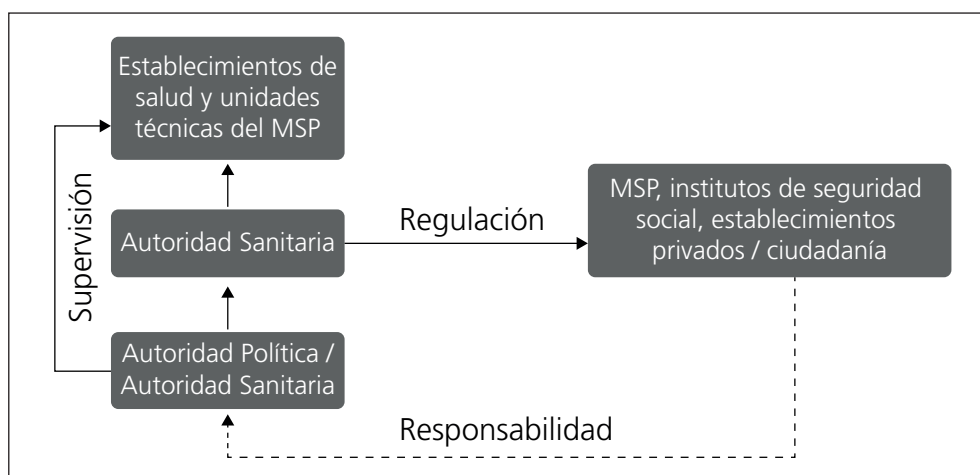 Establecimientos de
salud y unidades
técnicas del MSP
Supervisión
Autoridad Sanitaria
Regulación
MSP, institutos de seguridad
social, establecimientos
privados / ciudadanía
Autoridad Política /
Autoridad Sanitaria
Responsabilidad